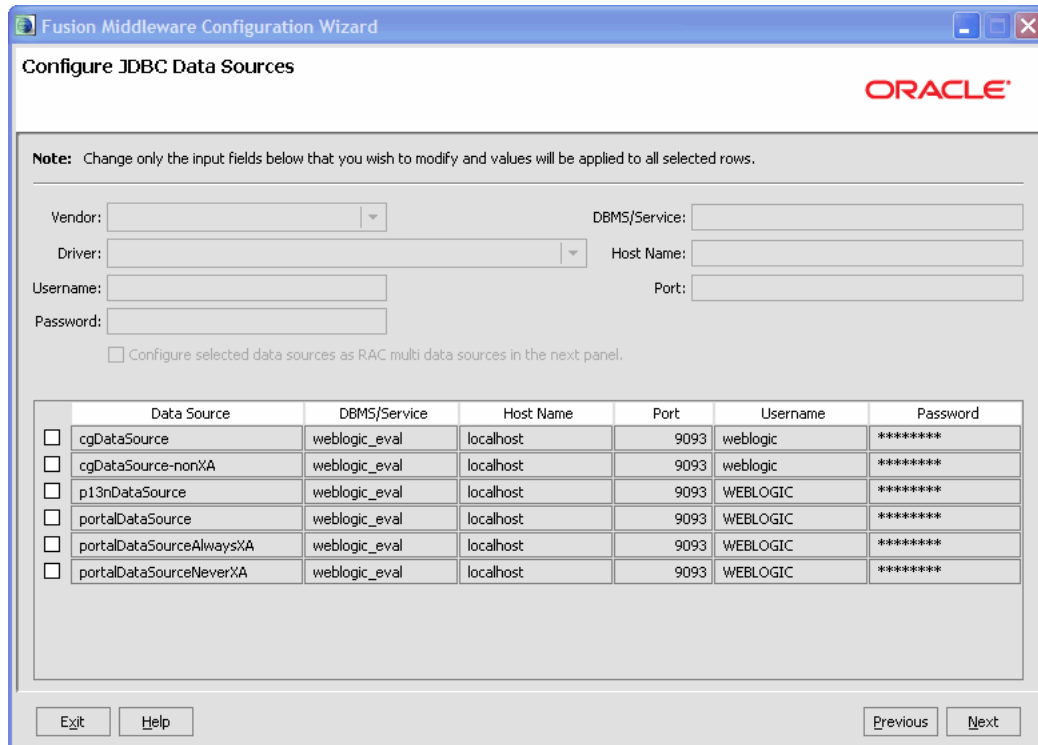 Fusion Middleware Configuration Wizard
Configure JDBC Data Sources
ORACLE
Note: Change only the input fields below that you wish to modify and values will be applied to all selected rows.
Vendor: DBMS/Service:
Driver: Host Name:
Username: Port:
Password:
Configure selected data sources as RAC multi data sources in the next panel.
Data Source DBMS/Service Host Name Port Username Password
cgDataSource weblogic_eval localhost 9093 weblogic ********
cgDataSource-nonXA weblogic_eval localhost 9093 weblogic ********
p13nDataSource weblogic_eval localhost 9093 WEBLOGIC ********
portalDataSource weblogic_eval localhost 9093 WEBLOGIC ********
portalDataSourceAlwaysXA weblogic_eval localhost 9093 WEBLOGIC ********
portalDataSourceNeverXA weblogic_eval localhost 9093 WEBLOGIC ********
Exit Help Previous Next